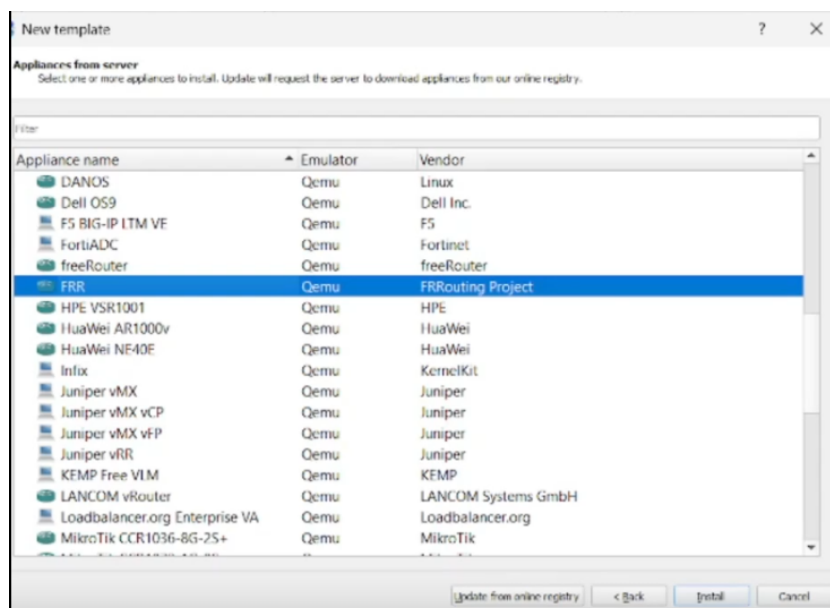 New template ? ×
Appliances from server
Select one or more appliances to install. Update will request the server to download appliances from our online registry.
Filter
Appliance name Emulator Vendor
DANOS Qemu Linux
Dell OS9 Qemu Dell Inc.
F5 BIG-IP LTM VE Qemu F5
FortiADC Qemu Fortinet
freeRouter Qemu freeRouter
FRR Qemu FRRouting Project
HPE VSR1001 Qemu HPE
HuaWei AR1000v Qemu HuaWei
HuaWei NE40E Qemu HuaWei
Infix Qemu KernelKit
Juniper vMX Qemu Juniper
Juniper vMX vCP Qemu Juniper
Juniper vMX vFP Qemu Juniper
Juniper vRR Qemu Juniper
KEMP Free VLM Qemu KEMP
LANCOM vRouter Qemu LANCOM Systems GmbH
Loadbalancer.org Enterprise VA Qemu Loadbalancer.org
MikroTik CCR1036-8G-2S+ Qemu MikroTik
Update from online registry < Back Install Cancel